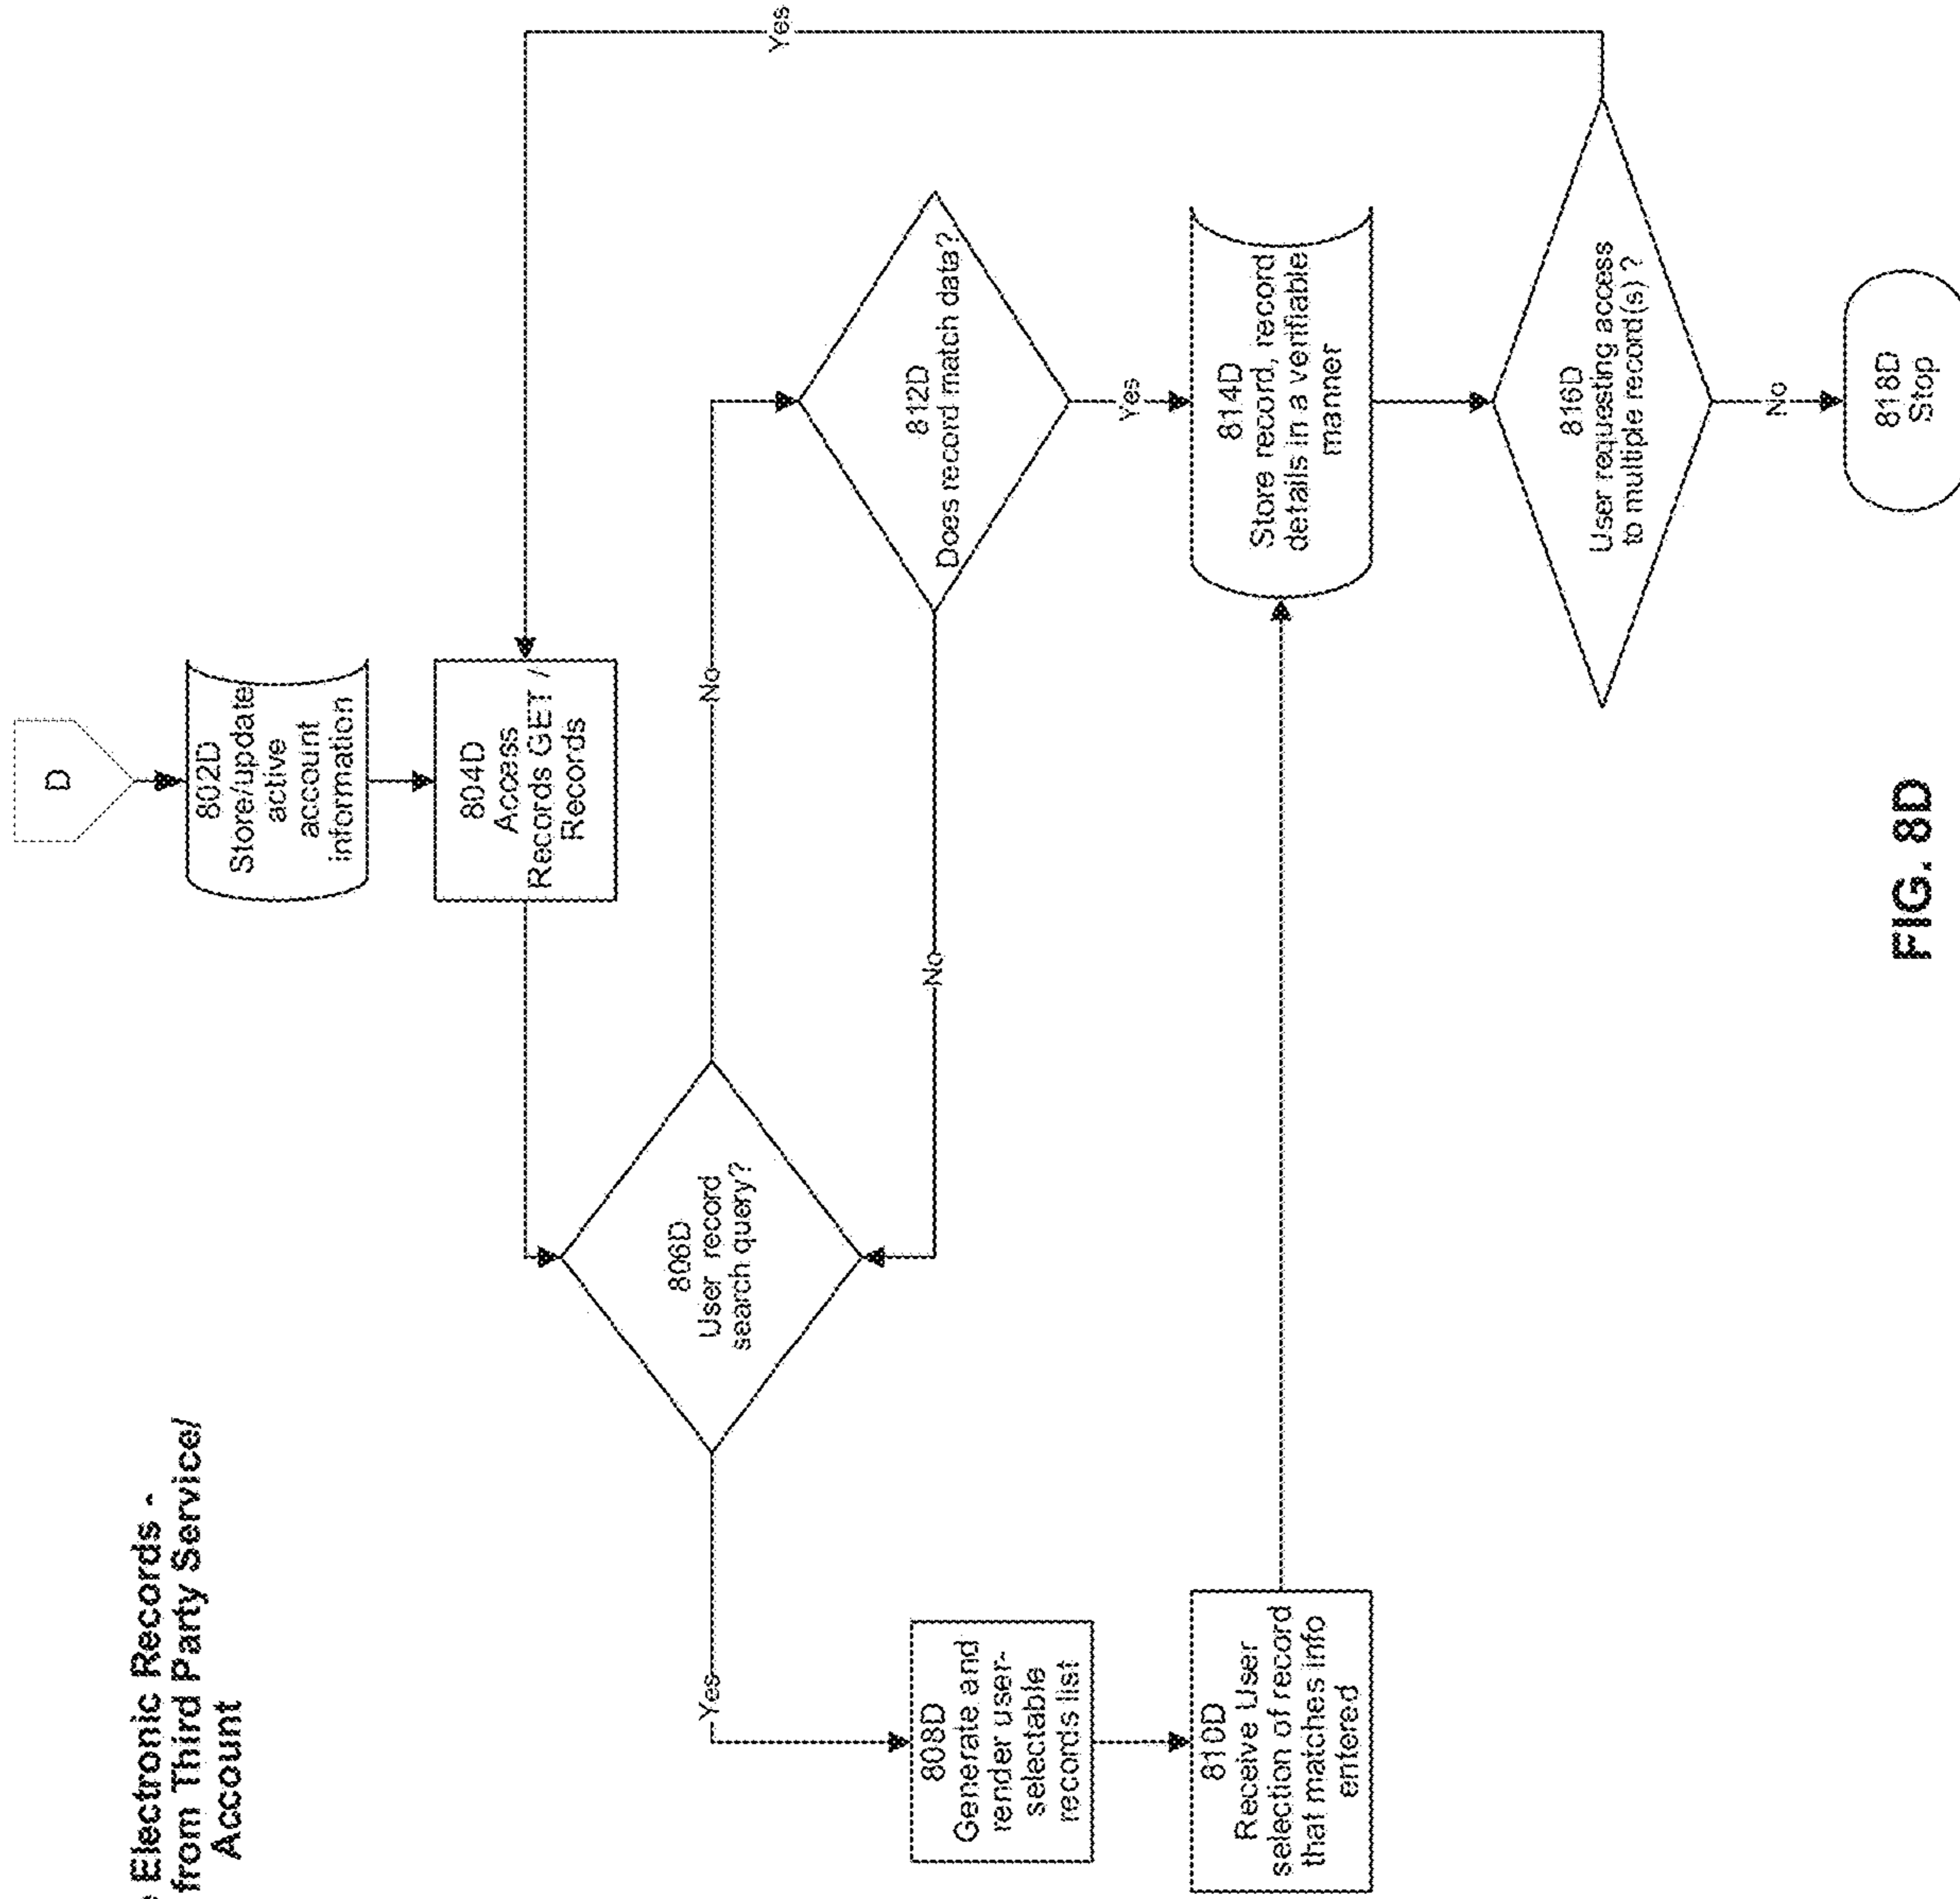 Electronic Records -
from Third Party Service/
Account
D
802D
Store/update
active
account
information
804D
Access
Records GET /
Records
Yes
806D
User record
search query?
No
Yes
812D
Does record match data?
No
Yes
808D
Generate and
render user-
selectable
records list
810D
Receive User
selection of record
that matches info
entered
814D
Store record, record
details in a verifiable
manner
816D
User requesting access
to multiple record(s) ?
No
818D
Stop
FIG. 8D